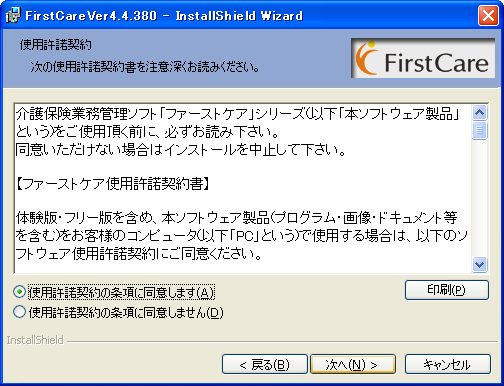 FirstCareVer4.4.380 - InstallShield Wizard
使用許諾契約
次の使用許諾契約書を注意深くお読みください。
FirstCare
介護保険業務管理ソフト「ファーストケア」シリーズ(以下「本ソフトウェア製品」
という)をご使用頂く前に、必ずお読み下さい。
同意いただけない場合はインストールを中止して下さい。
【ファーストケア使用許諾契約書】
体験版・フリー版を含め、本ソフトウェア製品(プログラム・画像・ドキュメント等
を含む)をお客様のコンピュータ(以下「PC」という)で使用する場合は、以下のソ
フトウェア使用許諾契約にご同意ください。
使用許諾契約の条項に同意します(A)
印刷(P)
使用許諾契約の条項に同意しません(D)
InstallShield
< 戻る(B)
次へ(N) >
キャンセル